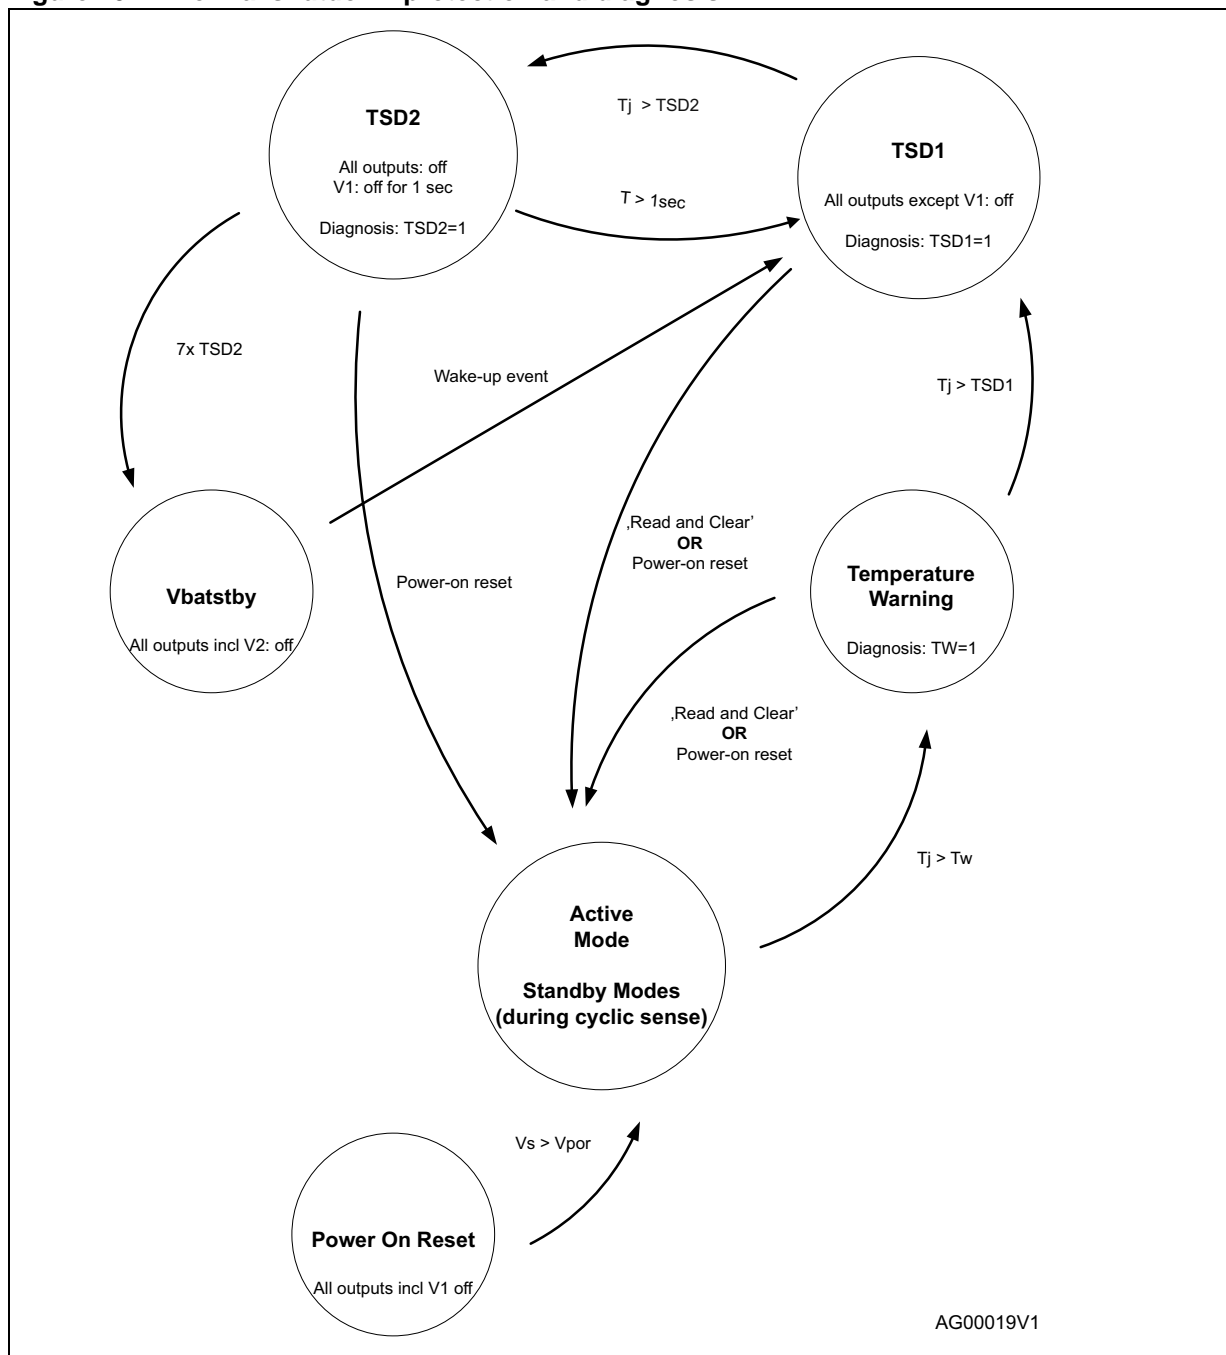 TSD2
All outputs: off
V1: off for 1 sec
Diagnosis: TSD2=1
Tj > TSD2
T > 1sec
TSD1
All outputs except V1: off
Diagnosis: TSD1=1
7x TSD2
Wake-up event
Tj > TSD1
Vbatstby
All outputs incl V2: off
Power-on reset
‚Read and Clear’
OR
Power-on reset
Temperature
Warning
Diagnosis: TW=1
‚Read and Clear’
OR
Power-on reset
Tj > Tw
Active
Mode
Standby Modes
(during cyclic sense)
Vs > Vpor
Power On Reset
All outputs incl V1 off
AG00019V1